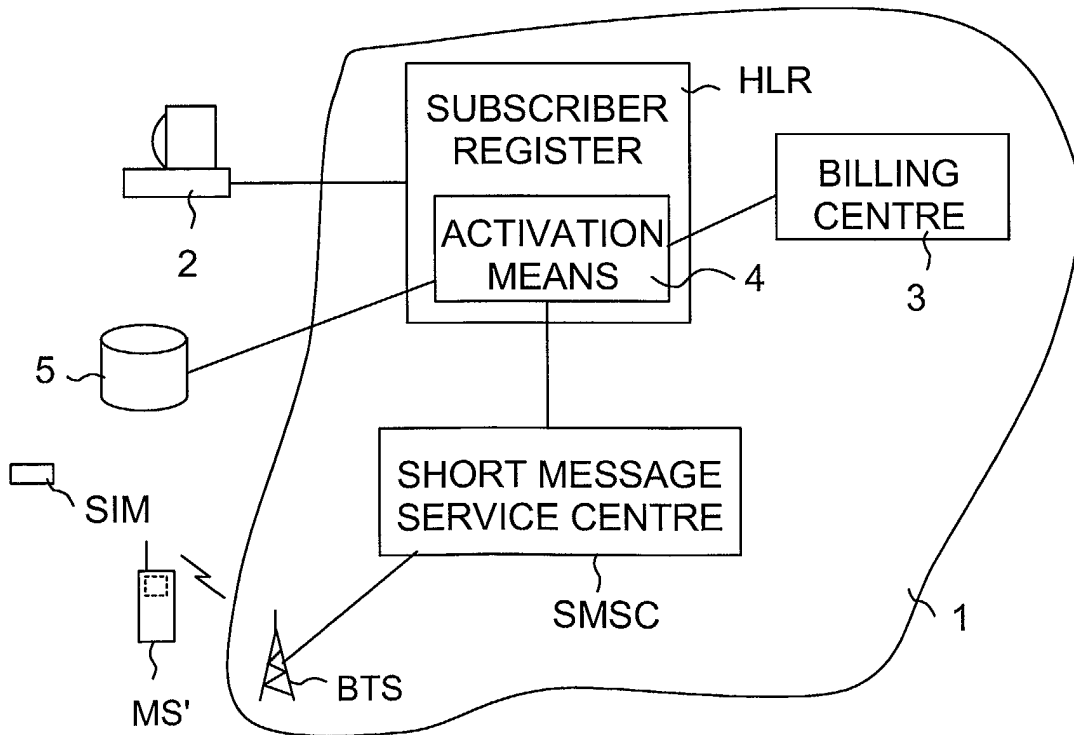 HLR
SUBSCRIBER
REGISTER
BILLING
CENTRE
3
2
ACTIVATION
MEANS
4
5
SHORT MESSAGE
SERVICE CENTRE
SIM
SMSC
1
BTS
MS'